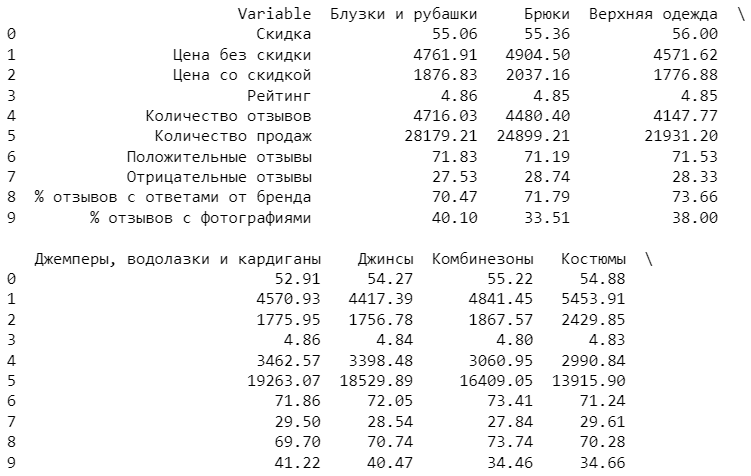 Variable  Блузки и рубашки  Брюки  Верхняя одежда  \
0  Скидка  55.06  55.36  56.00
1  Цена без скидки  4761.91  4904.50  4571.62
2  Цена со скидкой  1876.83  2037.16  1776.88
3  Рейтинг  4.86  4.85  4.85
4  Количество отзывов  4716.03  4480.40  4147.77
5  Количество продаж  28179.21  24899.21  21931.20
6  Положительные отзывы  71.83  71.19  71.53
7  Отрицательные отзывы  27.53  28.74  28.33
8  % отзывов с ответами от бренда  70.47  71.79  73.66
9  % отзывов с фотографиями  40.10  33.51  38.00
Джемперы, водолазки и кардиганы  Джинсы  Комбинезоны  Костюмы  \
0  52.91  54.27  55.22  54.88
1  4570.93  4417.39  4841.45  5453.91
2  1775.95  1756.78  1867.57  2429.85
3  4.86  4.84  4.80  4.83
4  3462.57  3398.48  3060.95  2990.84
5  19263.07  18529.89  16409.05  13915.90
6  71.86  72.05  73.41  71.24
7  29.50  28.54  27.84  29.61
8  69.70  70.74  73.74  70.28
9  41.22  40.47  34.46  34.66